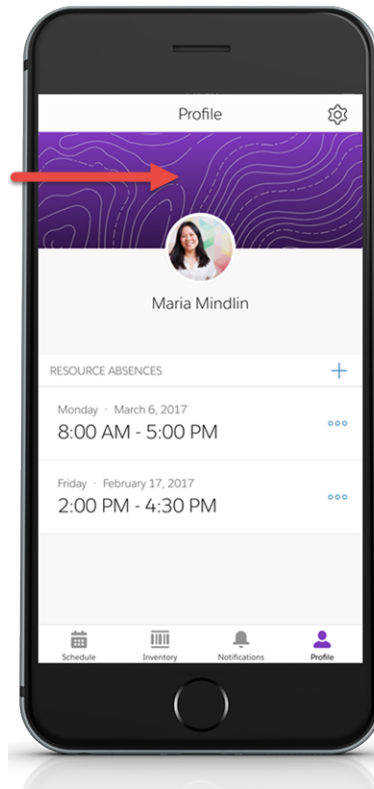 Profile
Maria Mindlin
RESOURCE ABSENCES
Monday · March 6, 2017
8:00 AM - 5:00 PM
Friday · February 17, 2017
2:00 PM - 4:30 PM
Schedule Inventory Notifications Profile